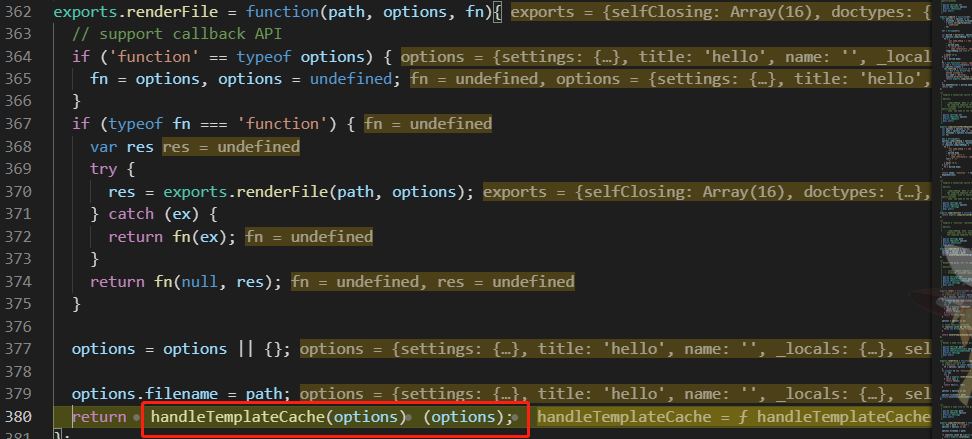 362 exports.renderFile = function(path, options, fn){ exports = {selfClosing: Array(16), doctypes: {
363 // support callback API
364 if ('function' == typeof options) { options = {settings: {…}, title: 'hello', name: '', _locals
365 fn = options, options = undefined; fn = undefined, options = {settings: {…}, title: 'hello',
366 }
367 if (typeof fn === 'function') { fn = undefined
368 var res res = undefined
369 try {
370 res = exports.renderFile(path, options); exports = {selfClosing: Array(16), doctypes: {…},
371 } catch (ex) {
372 return fn(ex); fn = undefined
373 }
374 return fn(null, res); fn = undefined, res = undefined
375 }
376
377 options = options || {}; options = {settings: {…}, title: 'hello', name: '', _locals: {…}, sel
378
379 options.filename = path; options = {settings: {…}, title: 'hello', name: '', _locals: {…}, sel
380 return handleTemplateCache(options) (options); handleTemplateCache = ƒ handleTemplateCache
};